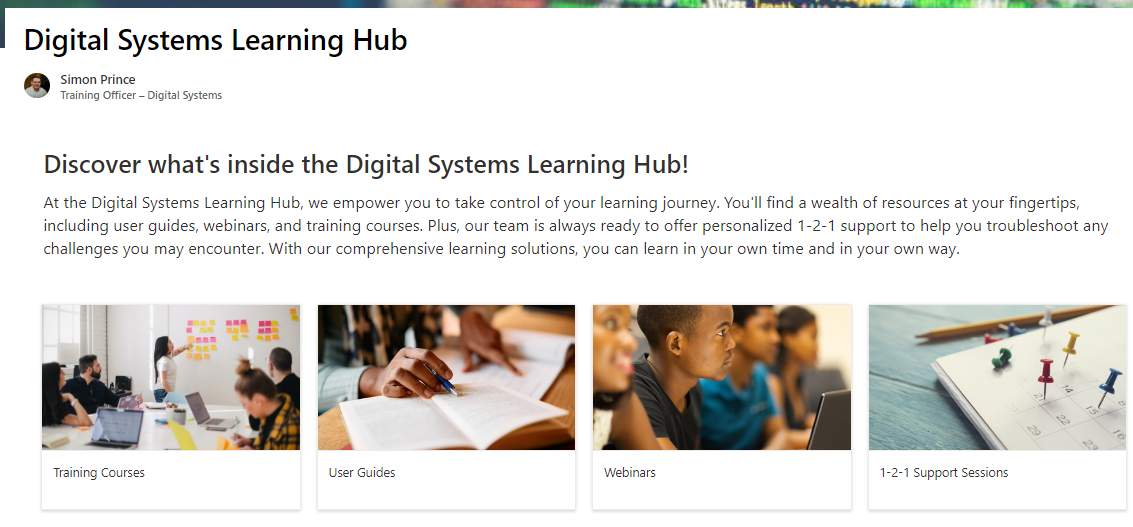 Digital Systems Learning Hub
Simon Prince
Training Officer – Digital Systems
Discover what's inside the Digital Systems Learning Hub!
At the Digital Systems Learning Hub, we empower you to take control of your learning journey. You'll find a wealth of resources at your fingertips,
including user guides, webinars, and training courses. Plus, our team is always ready to offer personalized 1-2-1 support to help you troubleshoot any
challenges you may encounter. With our comprehensive learning solutions, you can learn in your own time and in your own way.
Training Courses
User Guides
Webinars
1-2-1 Support Sessions